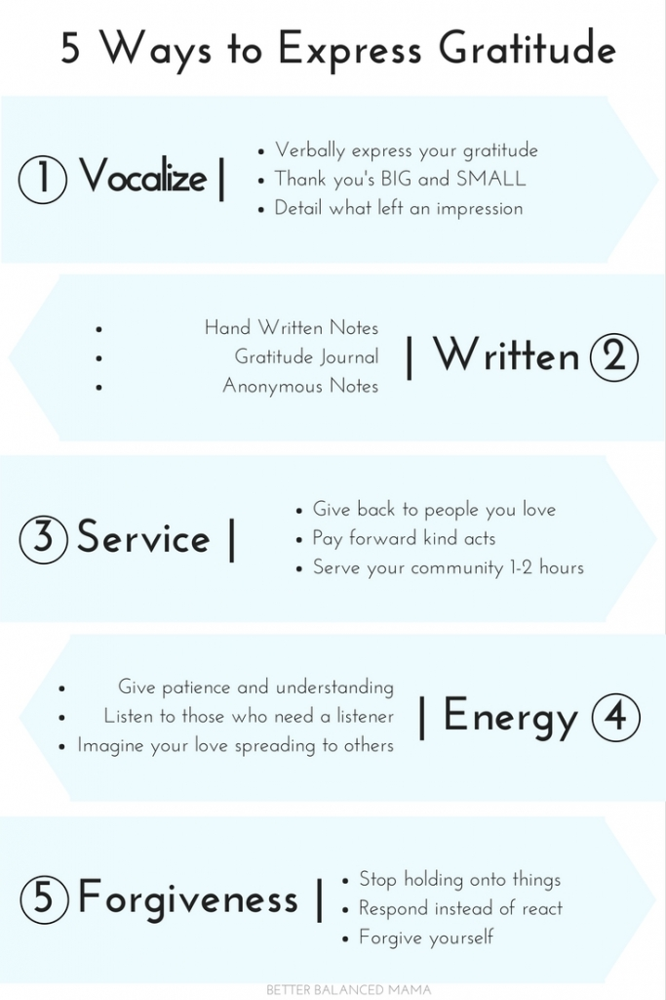 5 Ways to Express Gratitude
1 Vocalize |
• Verbally express your gratitude
• Thank you's BIG and SMALL
• Detail what left an impression
• Hand Written Notes
• Gratitude Journal
• Anonymous Notes
| Written 2
3 Service |
• Give back to people you love
• Pay forward kind acts
• Serve your community 1-2 hours
• Give patience and understanding
• Listen to those who need a listener
• Imagine your love spreading to others
| Energy 4
5 Forgiveness |
• Stop holding onto things
• Respond instead of react
• Forgive yourself
BETTER BALANCED MAMA